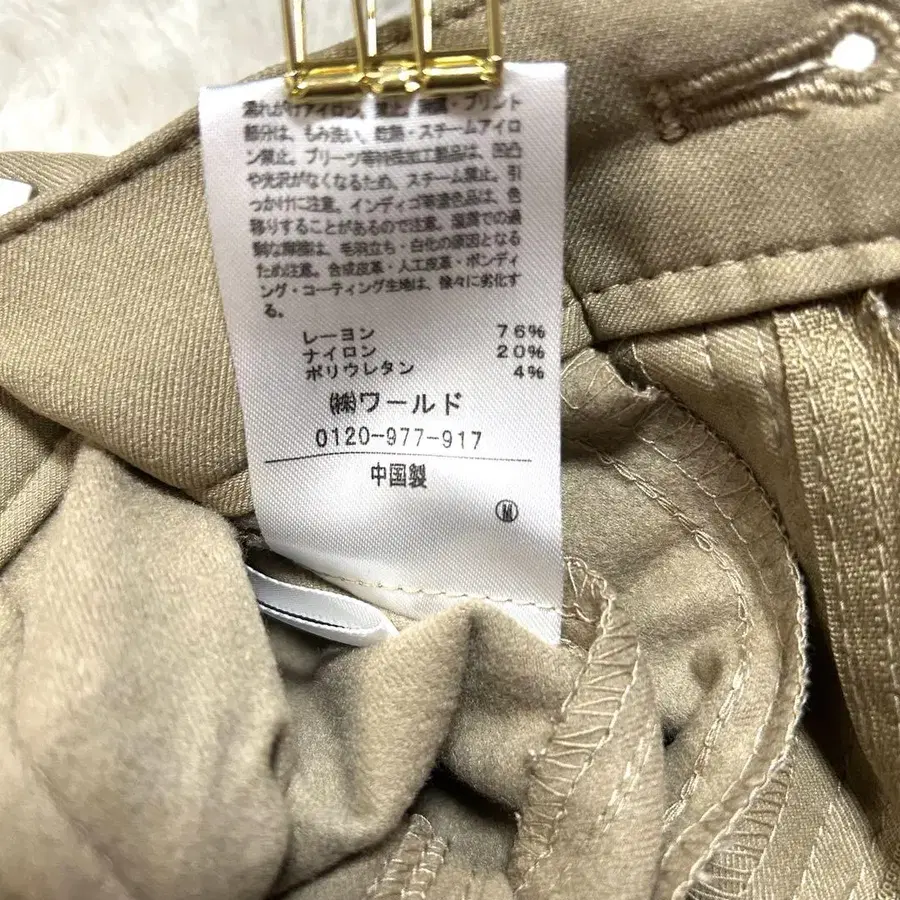 濡れがけアイロン 禁止。 ・プリント
部分は、もみ洗い、乾燥・スチームアイロ
ン禁止。プリーツ等特殊加工製品は、凹凸
や光沢がなくなるため、スチーム禁止。引
っかけに注意。インディゴ等濃色品は、色
移りすることがあるので注意。湿潤での過
剰な摩擦は、毛羽立ち・白化の原因となる
ため注意。合成皮革・人工皮革・ボンディ
ング・コーティング生地は、徐々に劣化す
る。
レーヨン 76%
ナイロン 20%
ポリウレタン 4%
㈱ワールド
0120-977-917
中国製
Ⓜ